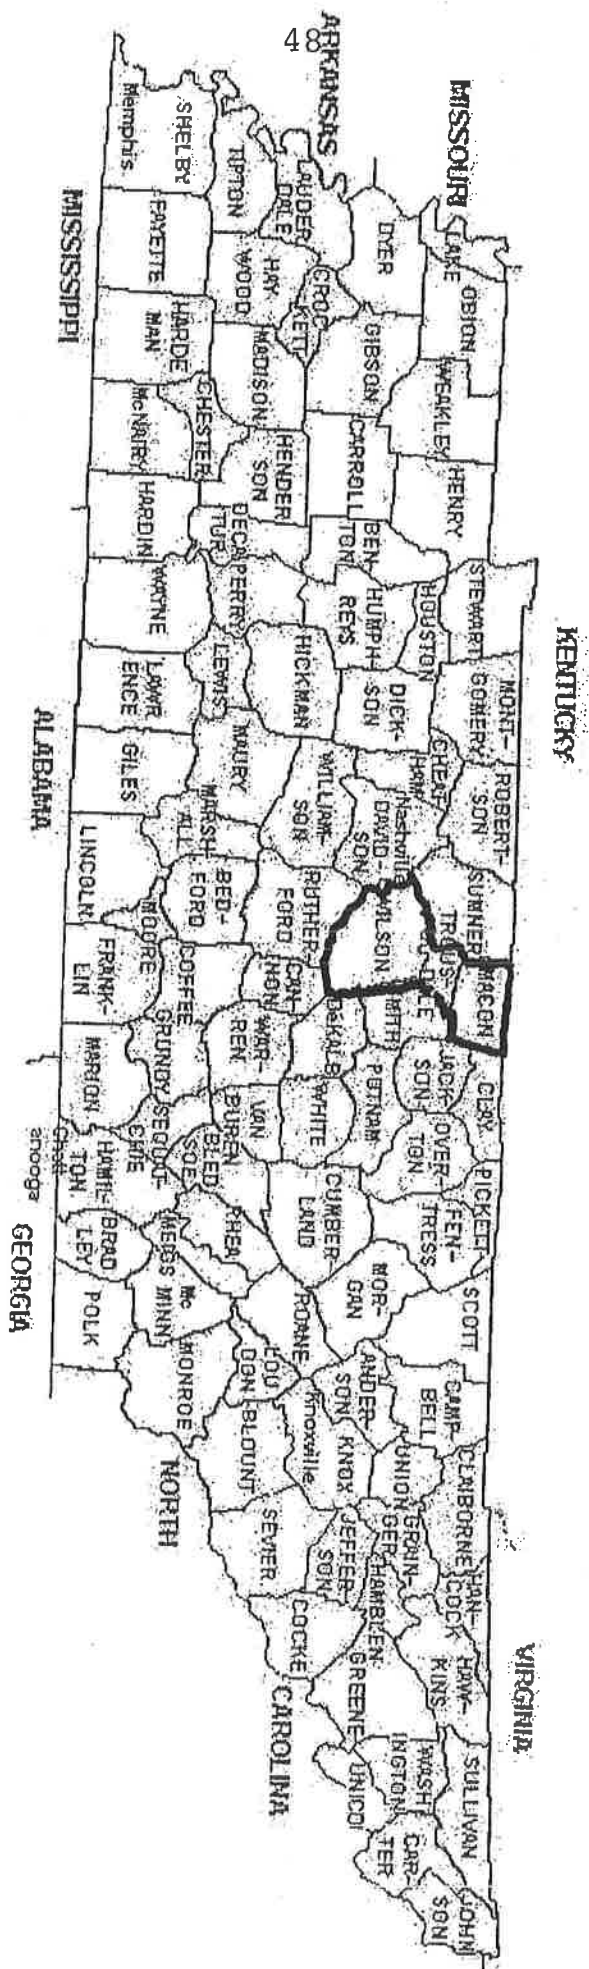 48
ARKANSAS
MISSOURI
KENTUCKY
VIRGINIA
NORTH
CAROLINA
GEORGIA
ALABAMA
MISSISSIPPI
LAKE
OBION
WEAKLEY
HENRY
STEWART
MONT-
GOMERY
ROBERT-
SON
SUMNER
TROUS-
DALE
MACON
CLAY
PICKETT
SCOTT
CAMP-
BELL
CLAIBORNE
HAN-
COCK
HAW-
KINS
SULLIVAN
JOHN
SON
DYER
GIBSON
CARROLL
BEN-
TON
HOUSTON
HUMPH-
REYS
DICK-
SON
CHEAT
HAM
Nashville
DAVID-
SON
WILSON
SMITH
JACK-
SON
OVER-
TON
FEN-
TRESS
PUTNAM
MOR-
GAN
ANDER-
SON
UNION
GRAIN-
GER
HAMBLEN
GREENE
WASH
INGTON
UNICOI
CAR-
TER
LAUDER
DALE
CROC
KETT
TIPTON
HAY
WOOD
MADISON
HENDER
SON
DECA
TUR
PERRY
HICKMAN
WILLIAM-
SON
RUTHER
FORD
CAN-
NON
DeKALB
WHITE
CUMBER-
LAND
ROANE
Knoxville
KNOX
JEFFER-
SON
COCKE
SEVIER
LOU
DON
BLOUNT
LEWIS
MAURY
MARSH
ALL
BED-
FORD
COFFEE
WAR-
REN
VAN
BUREN
BLED
SOE
RHEA
SHELBY
Memphis
FAYETTE
HARDE
MAN
CHESTER
McNAIRY
HARDIN
WAYNE
LAWR
ENCE
GILES
LINCOLN
MOORE
FRANK-
LIN
GRUNDY
SEQUAT-
CHIE
MARION
Chatt
anooga
HAMIL-
TON
MEIGS
BRAD
LEY
Mc
MINN
POLK
MONROE